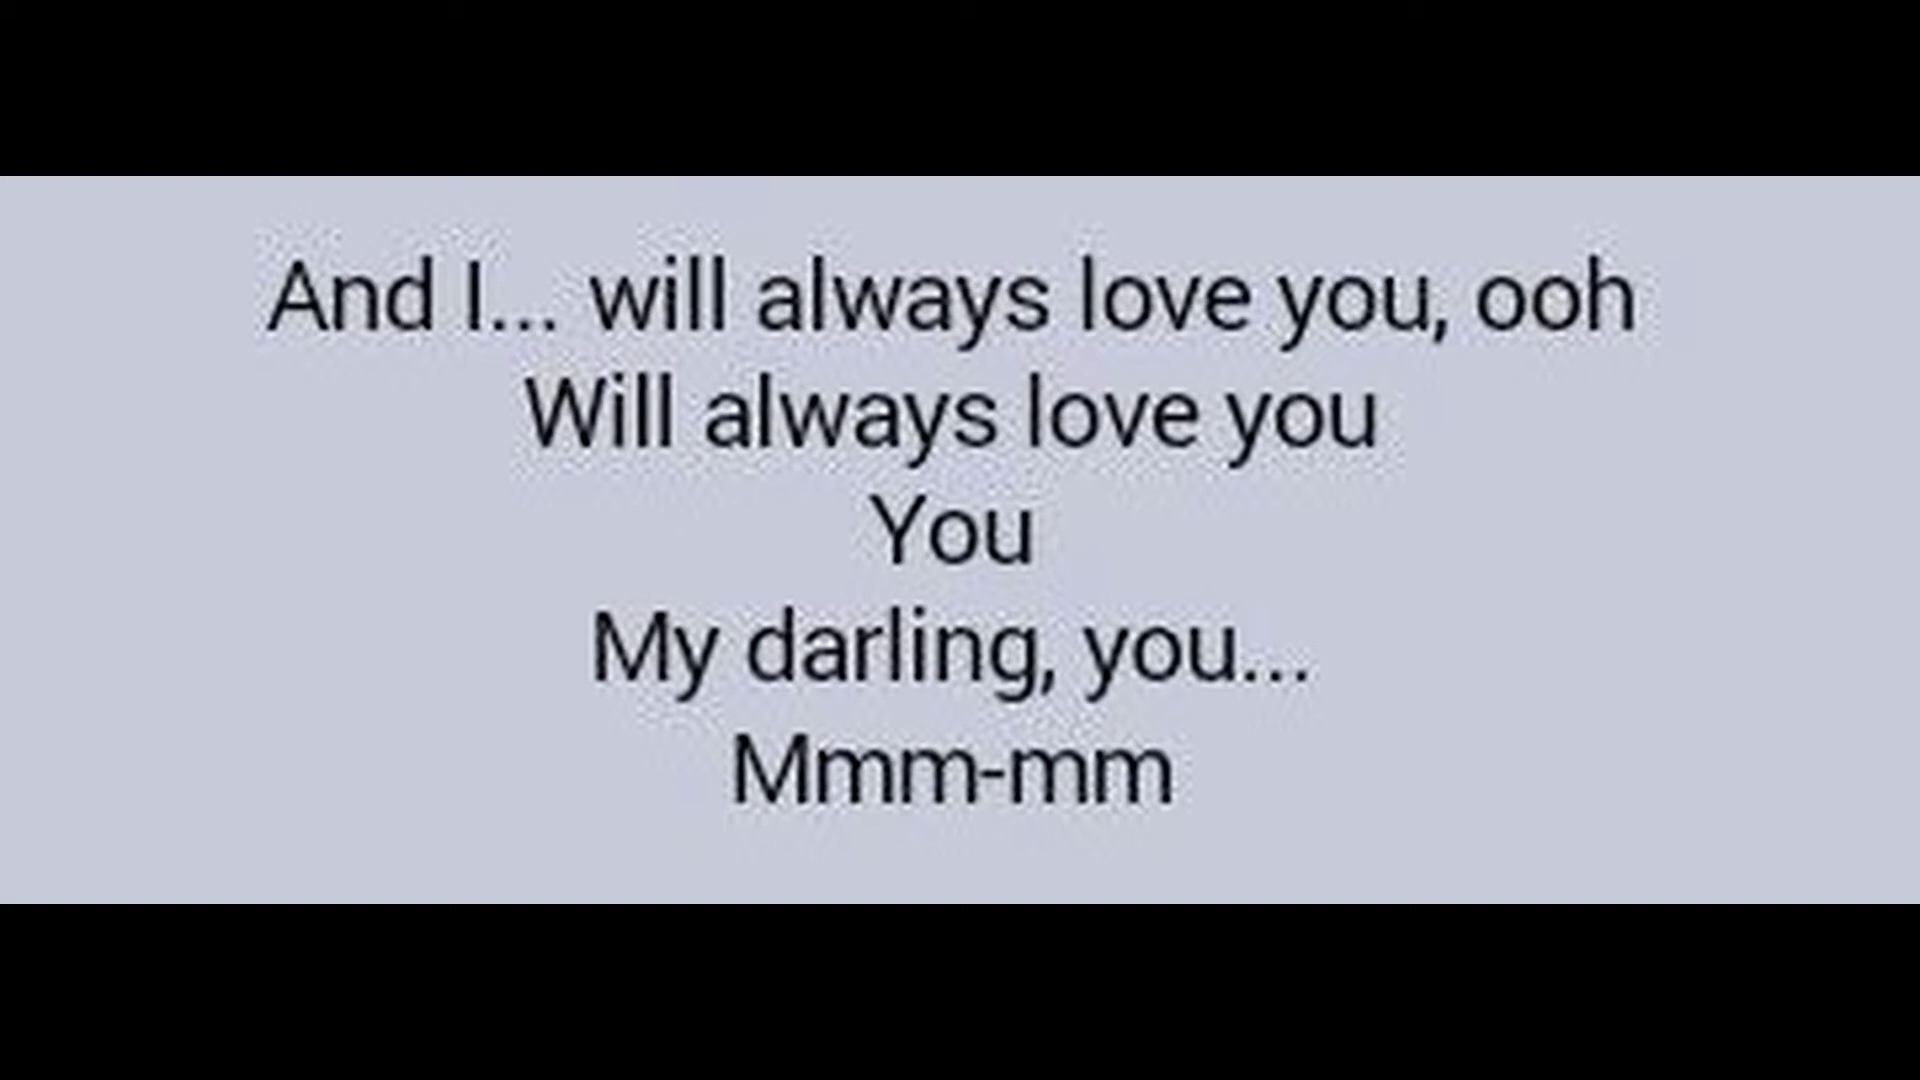 And I... will always love you, ooh
Will always love you
You
My darling, you...
Mmm-mm